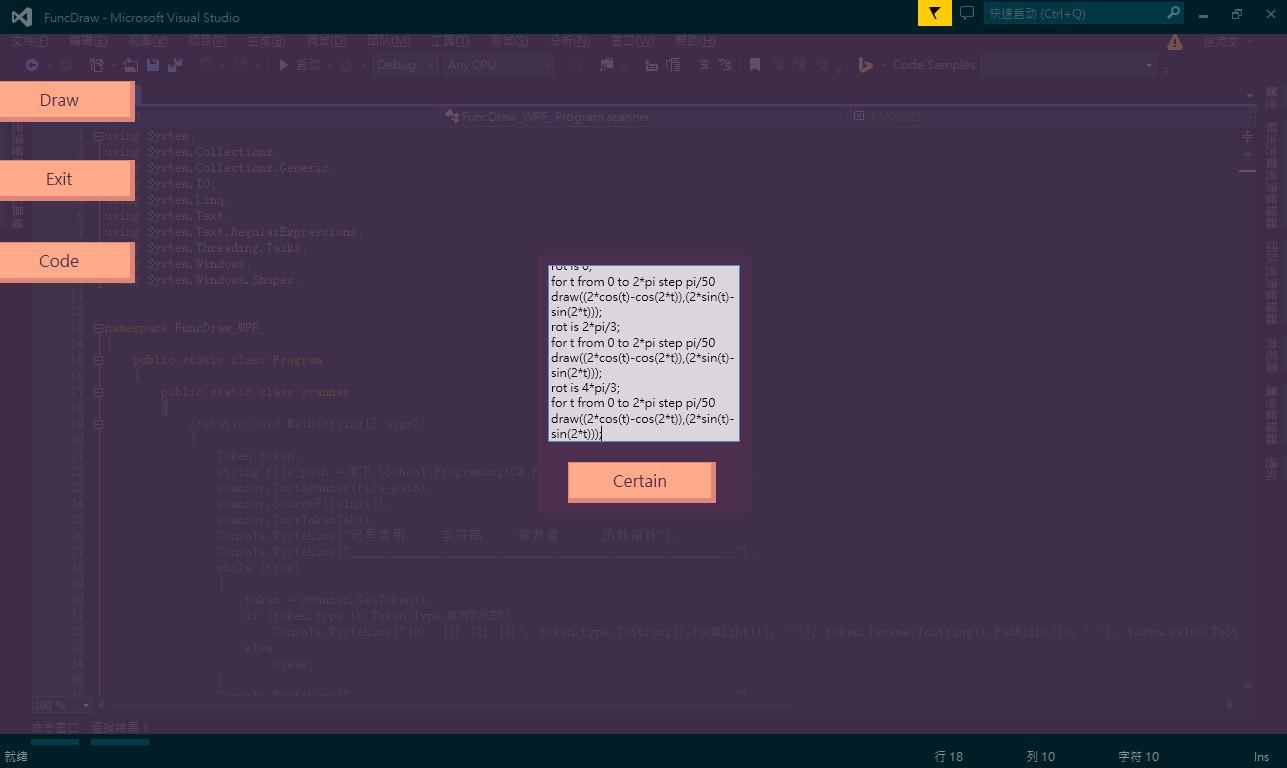 FuncDraw - Microsoft Visual Studio
快速启动 (Ctrl+Q)
文件(F) 编辑(E) 视图(V) 项目(P) 生成(B) 调试(D) 团队(M) 工具(T) 测试(S) 分析(N) 窗口(W) 帮助(H)
启动 Debug Any CPU Code Samples
Draw
FuncDraw_WPF_.Program.scanner MAXSIZE
1 using System;
2 using System.Collections;
using System.Collections.Generic;
Exit
using System.IO;
using System.Linq;
6 using System.Text;
7 using System.Text.RegularExpressions;
System.Threading.Tasks;
Code
System.Windows;
using System.Windows.Shapes;
11
12
13 namespace FuncDraw_WPF_
14 {
15 public static class Program
16 {
17 public static class scanner
18 {
19 /*static void Main(string[] args)
20 {
21 Token token;
22 string file_path = @"F:\School\Programing\C# P
23 scanner.InitScanner(file_path);
24 scanner.SourceFileInit();
25 scanner.InitTokenTab();
26 Console.WriteLine("记号类别 字符串 常数值 函数指针");
27 Console.WriteLine("______________________________________________________");
28 while (true)
29 {
30 token = scanner.GetToken();
31 if (token.type != Token_Type.NONTOKEN)
32 Console.WriteLine("{0} {1} {2} {3}", token.type.ToString().PadRight(11, ' '), token.lexeme.ToString().PadRight(10, ' '), token.value.ToSt
33 else
34 break;
35 }
36 Console.WriteLine("______________________________________________________");
rot is 0;
for t from 0 to 2*pi step pi/50
draw((2*cos(t)-cos(2*t)),(2*sin(t)-
sin(2*t)));
rot is 2*pi/3;
for t from 0 to 2*pi step pi/50
draw((2*cos(t)-cos(2*t)),(2*sin(t)-
sin(2*t)));
rot is 4*pi/3;
for t from 0 to 2*pi step pi/50
draw((2*cos(t)-cos(2*t)),(2*sin(t)-
sin(2*t)));
Certain
100 %
命令窗口 查找结果 1
就绪 行 18 列 10 字符 10 Ins